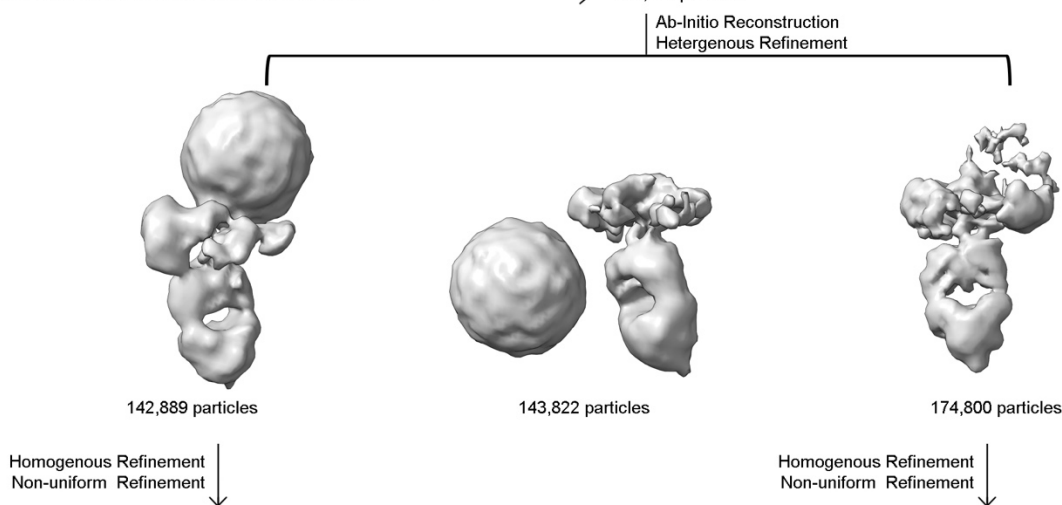 Ab-Initio Reconstruction
Hetergenous Refinement
142,889 particles
143,822 particles
174,800 particles
Homogenous Refinement
Non-uniform Refinement
Homogenous Refinement
Non-uniform Refinement